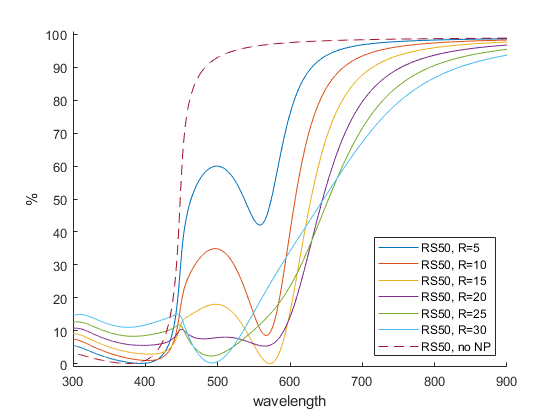 100
90
80
70
60
50
40
30
20
10
0
%
300 400 500 600 700 800 900
wavelength
RS50, R=5
RS50, R=10
RS50, R=15
RS50, R=20
RS50, R=25
RS50, R=30
RS50, no NP